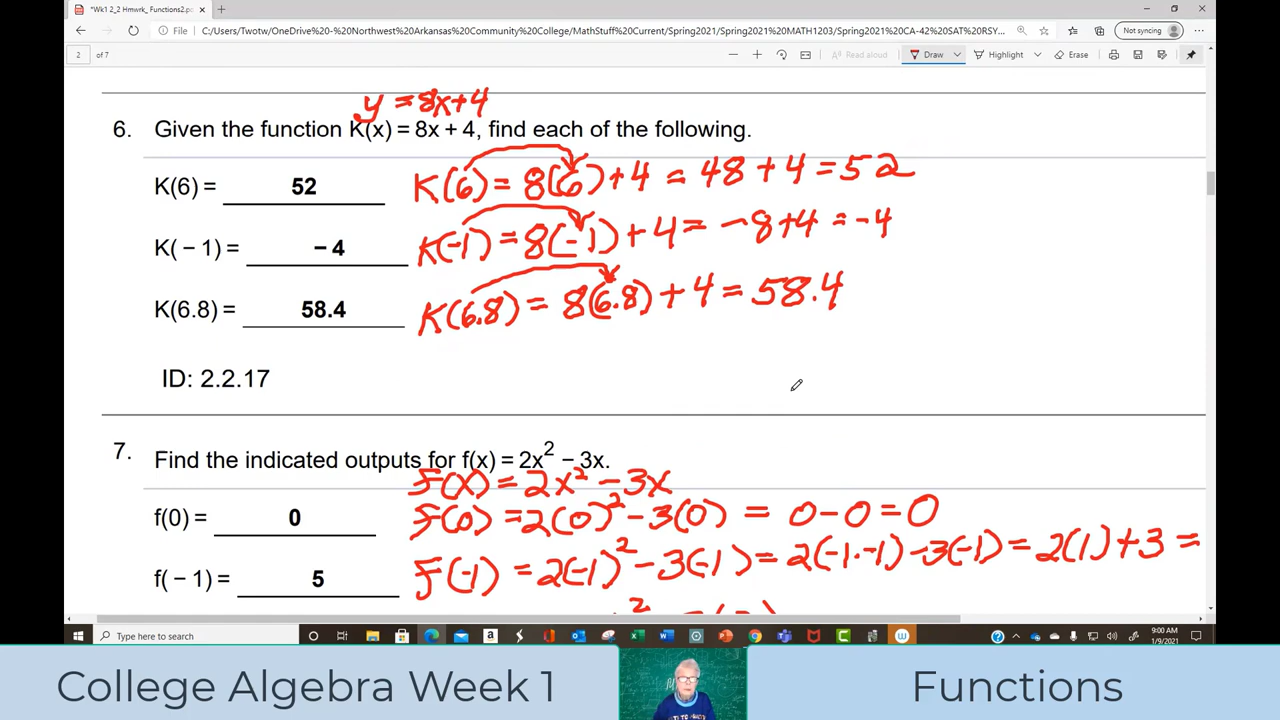 *Wk1 2_2 Hmwrk_ Functions2.pa
File C:/Users/Twotw/OneDrive%20-%20Northwest%20Arkansas%20Community%20College/MathStuff%20Current/Spring2021/Spring2021%20MATH1203/Spring2021%20CA-42%20SAT%20RSY... Not syncing
2 of 7 Read aloud Draw Highlight Erase
y = 8x+4
6. Given the function K(x) = 8x + 4, find each of the following.
K(6) = 52 K(6) = 8(6) + 4 = 48 + 4 = 52
K( − 1) = − 4 K(-1) = 8(-1) + 4 = -8+4 = -4
K(6.8) = 58.4 K(6.8) = 8(6.8) + 4 = 58.4
ID: 2.2.17
7. Find the indicated outputs for f(x) = 2x² − 3x.
f(x) = 2x² - 3x
f(0) = 0 f(0) = 2(0)² - 3(0) = 0 - 0 = 0
f( − 1) = 5 f(-1) = 2(-1)² - 3(-1) = 2(-1·-1) - 3(-1) = 2(1) + 3 =
Type here to search 9:00 AM
1/9/2021
College Algebra Week 1 Functions